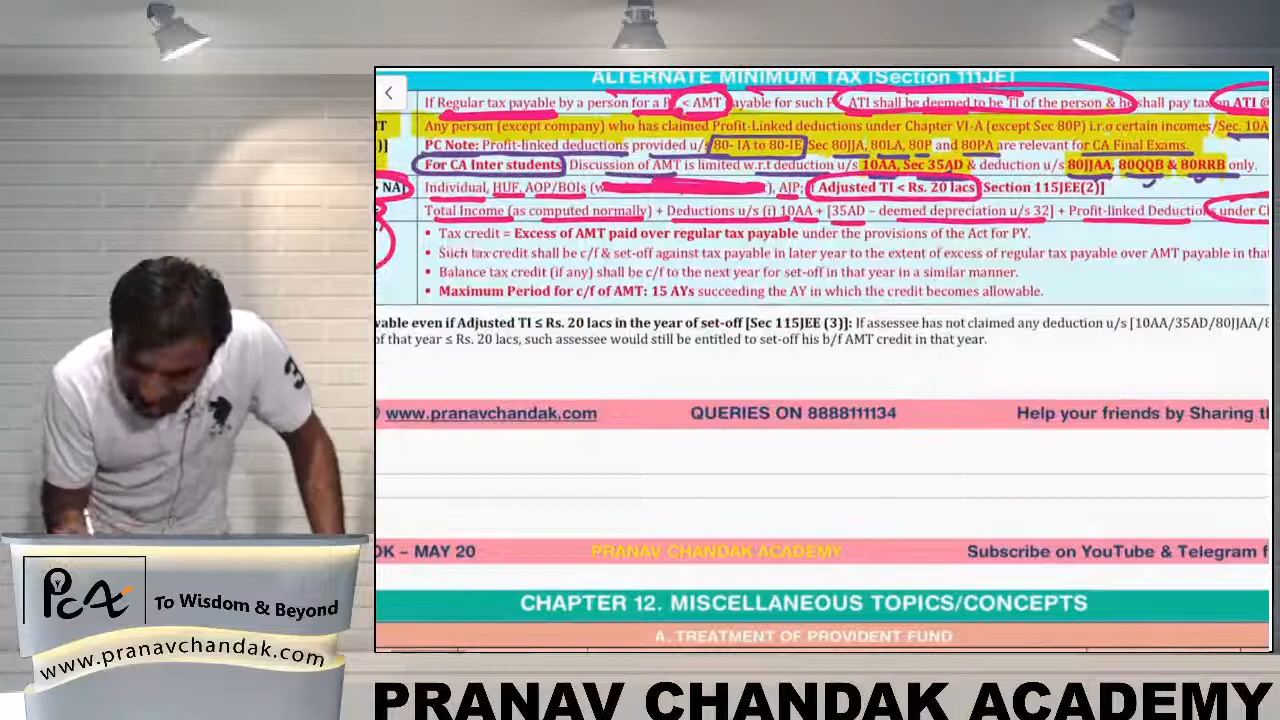 ALTERNATE MINIMUM TAX [Section 111JE]
If Regular tax payable by a person for a P < AMT payable for such P, ATI shall be deemed to be TI of the person & he shall pay tax on ATI @
Any person (except company) who has claimed Profit-Linked deductions under Chapter VI-A (except Sec 80P) i.r.o certain incomes/Sec. 10A
PC Note: Profit-linked deductions provided u/s 80- IA to 80-IE, Sec 80JJA, 80LA, 80P and 80PA are relevant for CA Final Exams.
)]
For CA Inter students: Discussion of AMT is limited w.r.t deduction u/s 10AA, Sec 35AD & deduction u/s 80JJAA, 80QQB & 80RRB only.
NA
Individual, HUF, AOP/BOIs (w ), AJP; Adjusted TI < Rs. 20 lacs [Section 115JEE(2)]
Total Income (as computed normally) + Deductions u/s (i) 10AA + [35AD – deemed depreciation u/s 32] + Profit-linked Deductions under C
• Tax credit = Excess of AMT paid over regular tax payable under the provisions of the Act for PY.
• Such tax credit shall be c/f & set-off against tax payable in later year to the extent of excess of regular tax payable over AMT payable in that
• Balance tax credit (if any) shall be c/f to the next year for set-off in that year in a similar manner.
• Maximum Period for c/f of AMT: 15 AYs succeeding the AY in which the credit becomes allowable.
vable even if Adjusted TI ≤ Rs. 20 lacs in the year of set-off [Sec 115JEE (3)]: If assessee has not claimed any deduction u/s [10AA/35AD/80JJAA/8
of that year ≤ Rs. 20 lacs, such assessee would still be entitled to set-off his b/f AMT credit in that year.
www.pranavchandak.com QUERIES ON 8888111134 Help your friends by Sharing t
OK – MAY 20 PRANAV CHANDAK ACADEMY Subscribe on YouTube & Telegram f
CHAPTER 12. MISCELLANEOUS TOPICS/CONCEPTS
A. TREATMENT OF PROVIDENT FUND
3
PCA To Wisdom & Beyond
www.pranavchandak.com
PRANAV CHANDAK ACADEMY